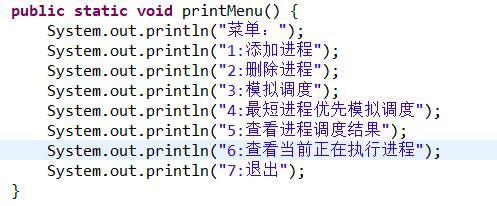 public static void printMenu() {
System.out.println("菜单：");
System.out.println("1:添加进程");
System.out.println("2:删除进程");
System.out.println("3:模拟调度");
System.out.println("4:最短进程优先模拟调度");
System.out.println("5:查看进程调度结果");
System.out.println("6:查看当前正在执行进程");
System.out.println("7:退出");
}